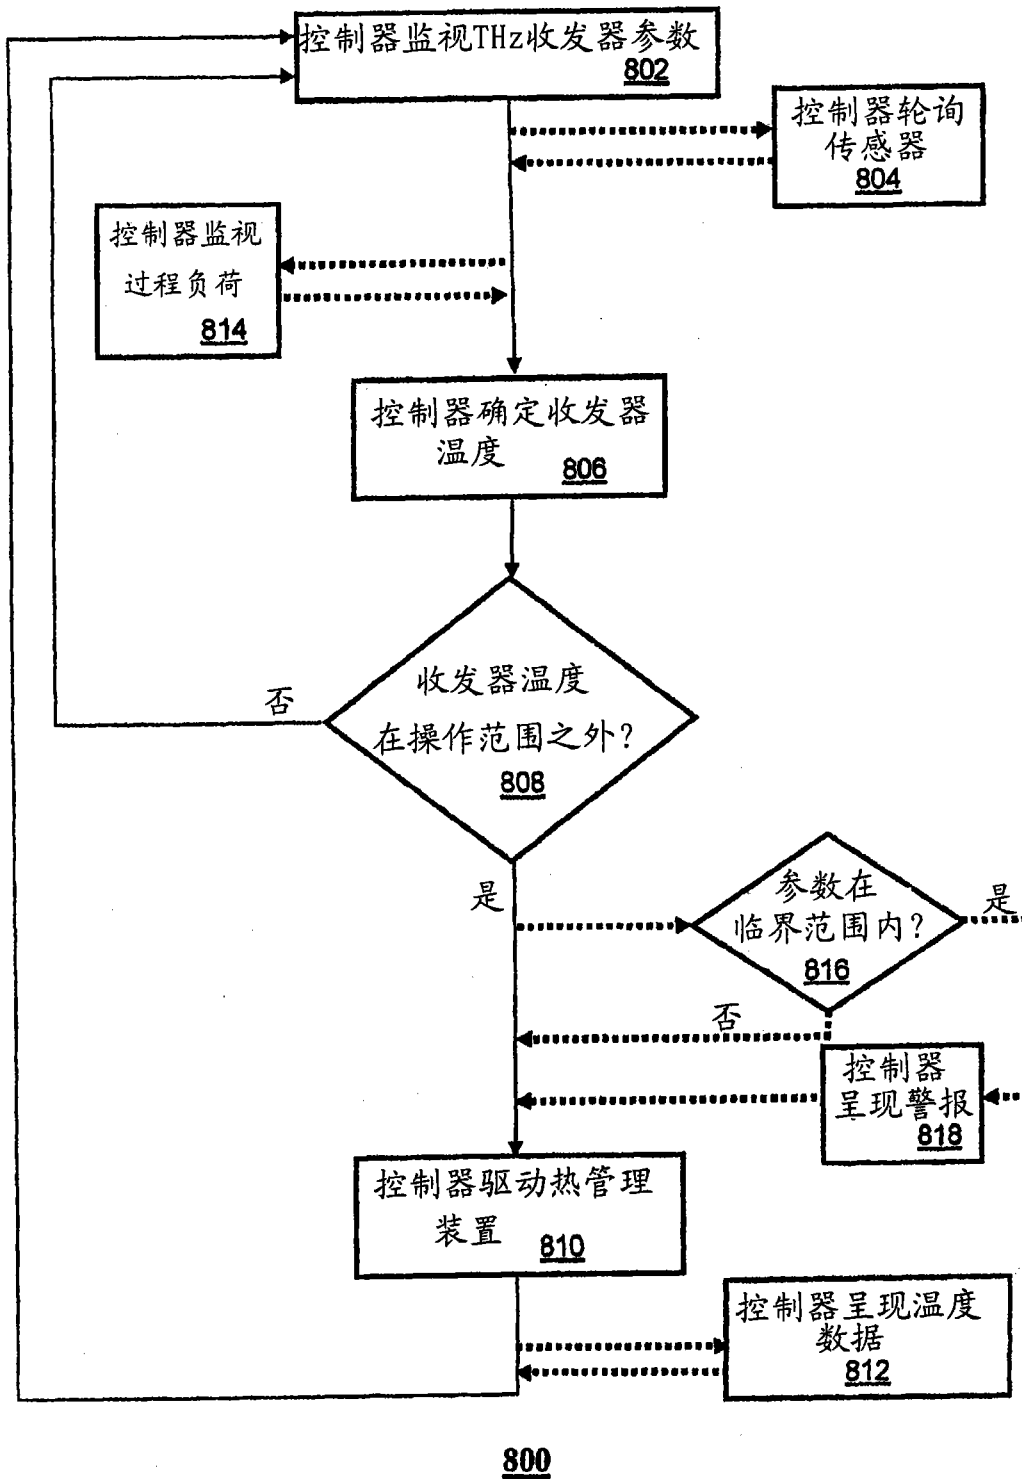 控制器监视THz收发器参数
802
控制器轮询
传感器
804
控制器监视
过程负荷
814
控制器确定收发器
温度
806
收发器温度
在操作范围之外?
808
否
是
参数在
临界范围内?
816
是
否
控制器
呈现警报
818
控制器驱动热管理
装置
810
控制器呈现温度
数据
812
800